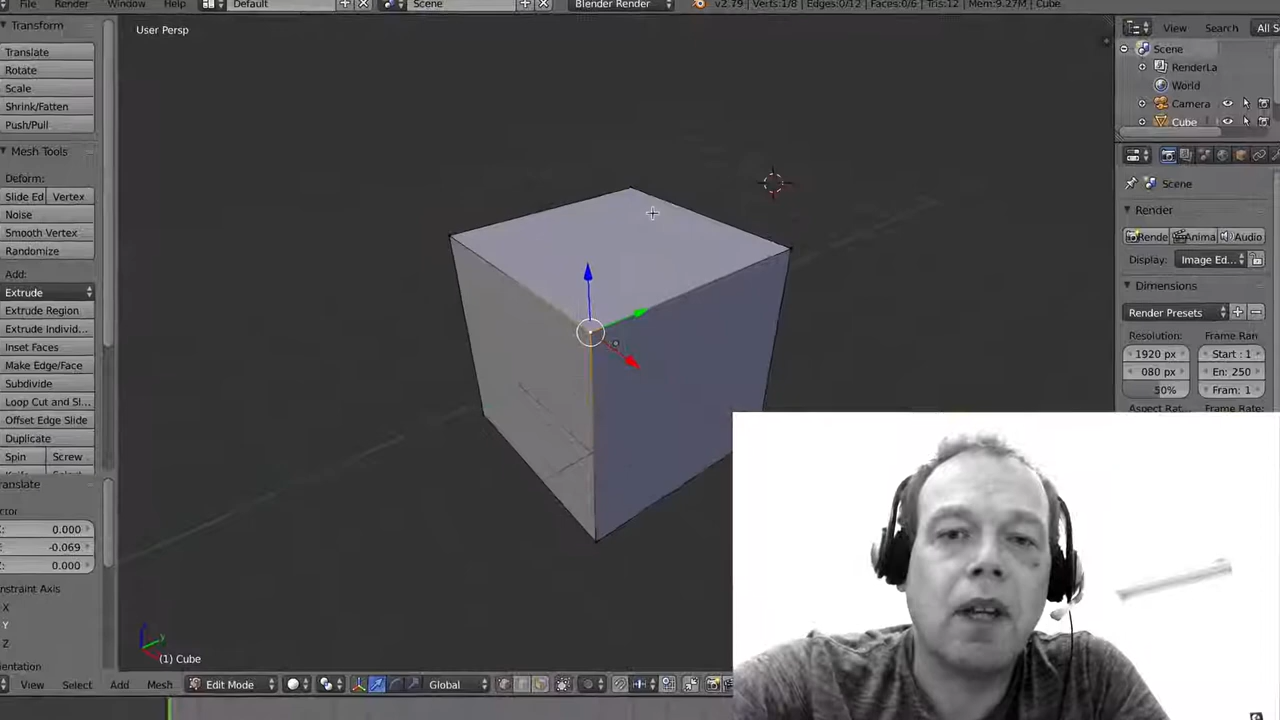 File Render Window Help Default Scene Blender Render v2.79 | Verts:1/8 | Edges:0/12 | Faces:0/6 | Tris:12 | Mem:9.27M | Cube
Transform
Translate
Rotate
Scale
Shrink/Fatten
Push/Pull
Mesh Tools
Deform:
Slide Ed Vertex
Noise
Smooth Vertex
Randomize
Add:
Extrude
Extrude Region
Extrude Individ...
Inset Faces
Make Edge/Face
Subdivide
Loop Cut and Sl...
Offset Edge Slide
Duplicate
Spin Screw
ranslate
ctor
0.000
-0.069
Z: 0.000
onstraint Axis
X
Y
Z
ientation
User Persp
(1) Cube
View Select Add Mesh Edit Mode Global
View Search All S
Scene
RenderLa
World
Camera
Cube
Scene
Render
Rende Anima Audio
Display: Image Ed...
Dimensions
Render Presets
Resolution: Frame Ran
1920 px Start : 1
080 px En: 250
50% Fram: 1
Aspect Rat Frame Rate: